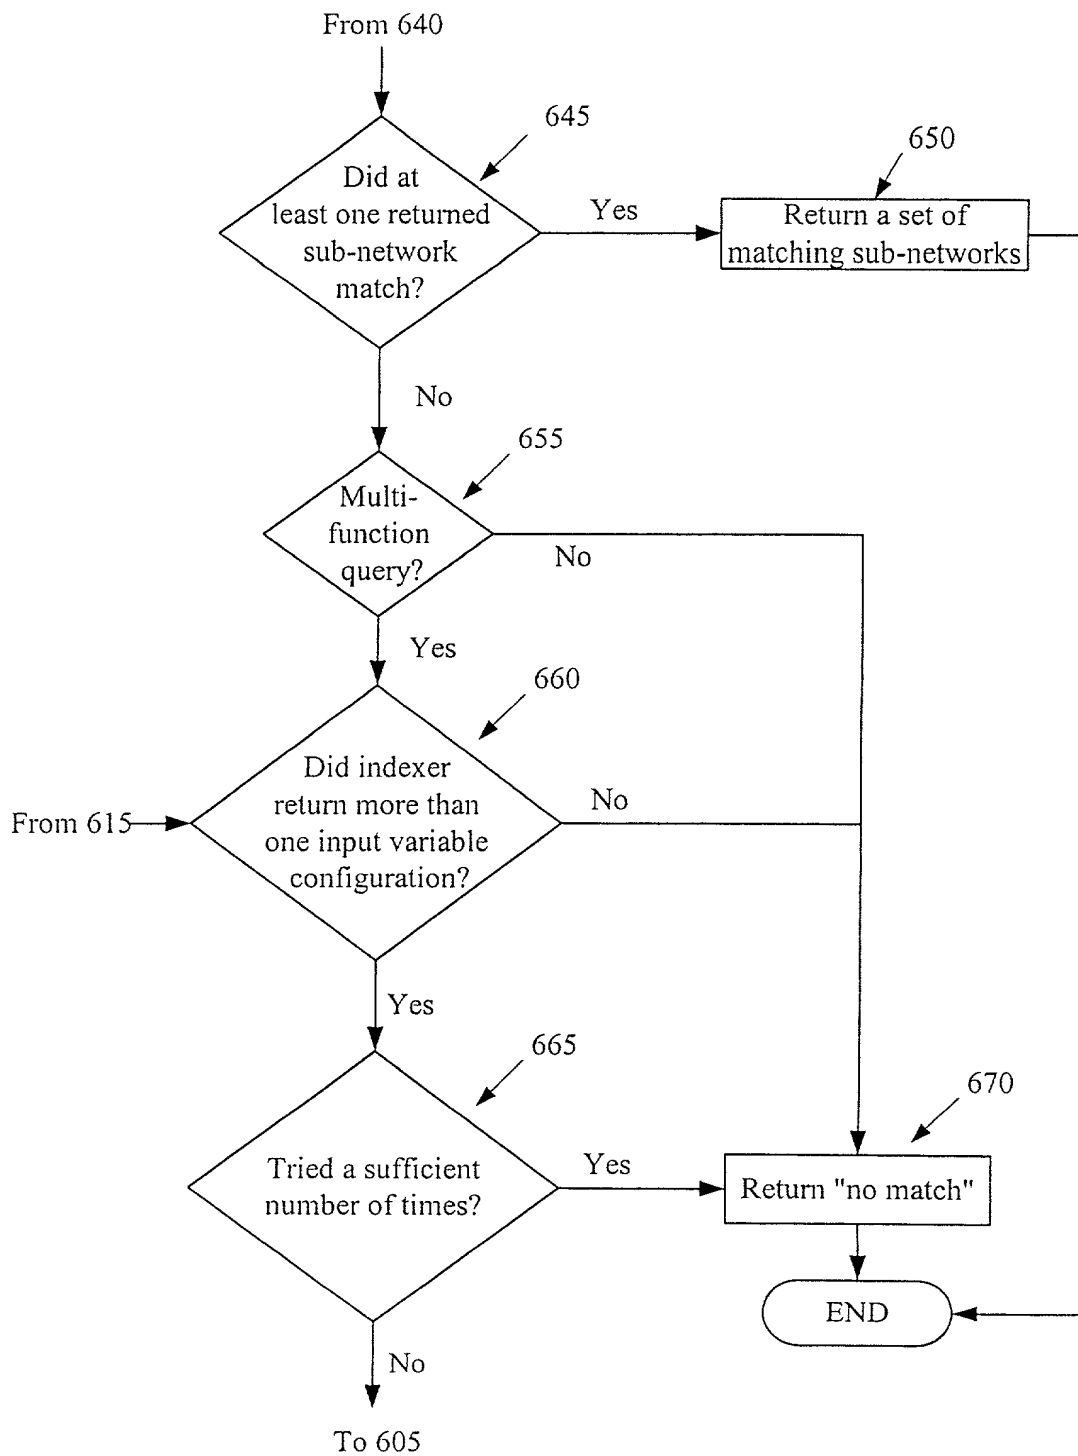 From 640
645
650
Did at
least one returned
sub-network
match?
Yes
Return a set of
matching sub-networks
No
655
Multi-
function
query?
No
Yes
660
Did indexer
return more than
one input variable
configuration?
No
From 615
Yes
665
670
Tried a sufficient
number of times?
Yes
Return "no match"
END
No
To 605